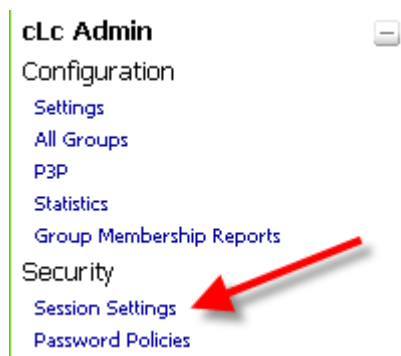 cLc Admin
Configuration
Settings
All Groups
P3P
Statistics
Group Membership Reports
Security
Session Settings
Password Policies